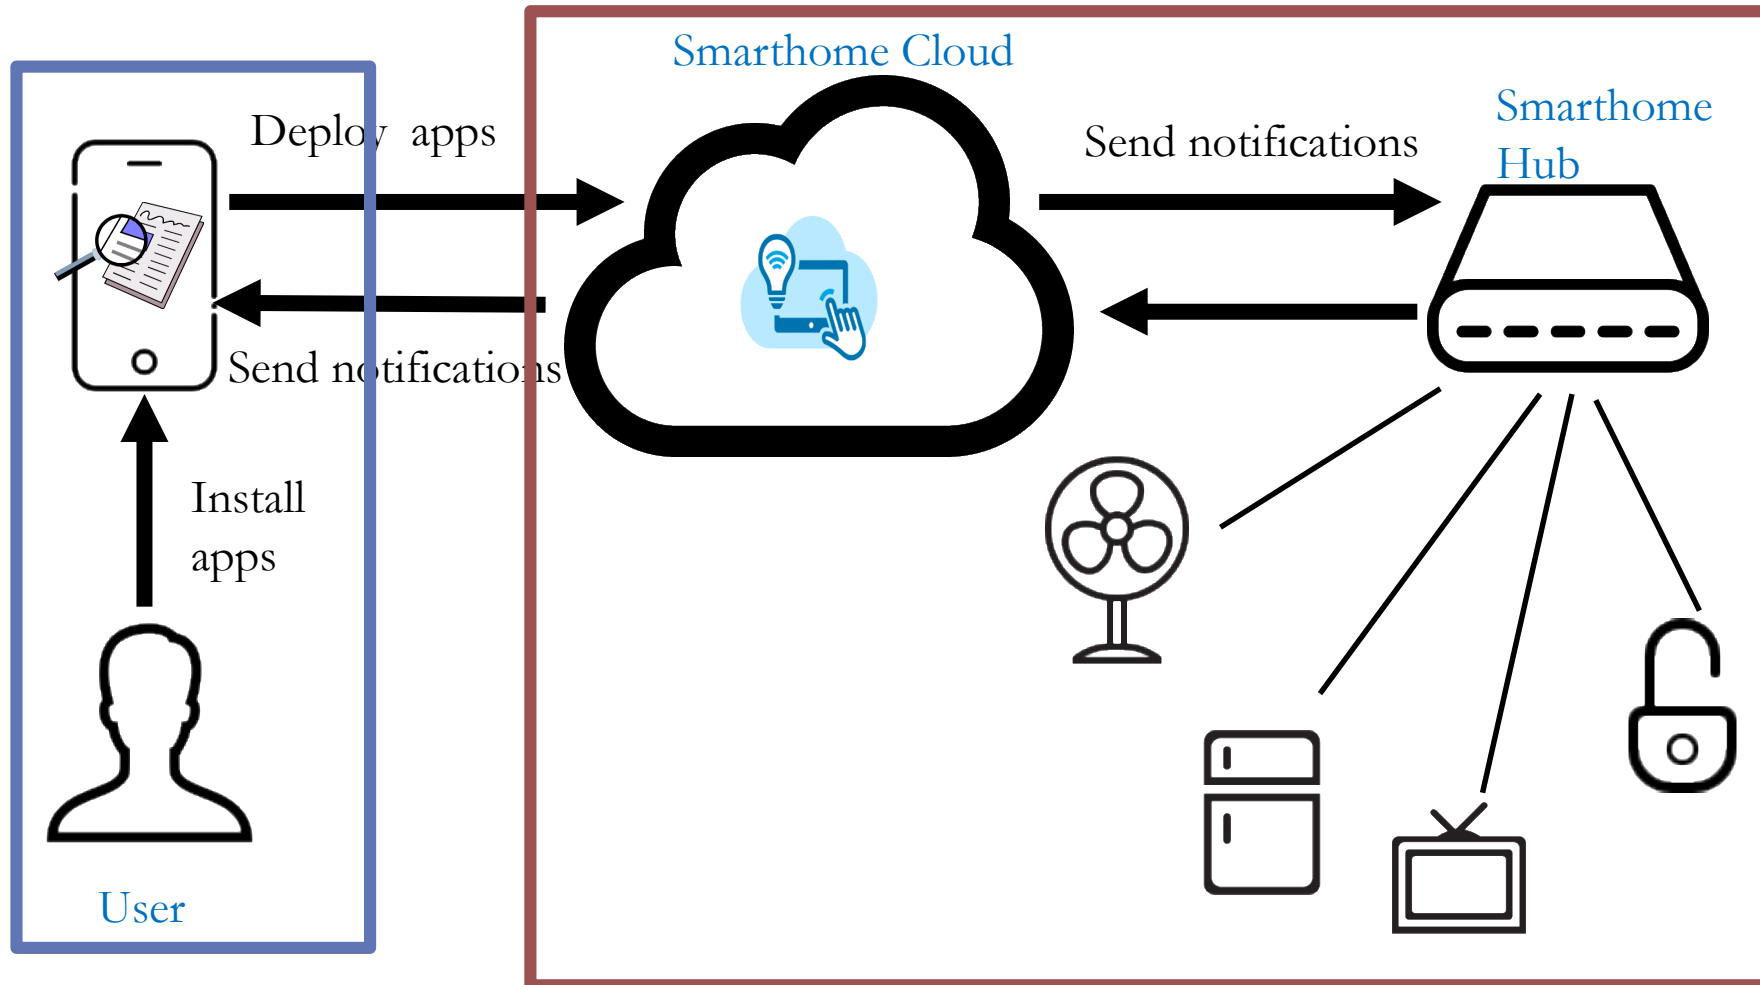 Smarthome Cloud
Smarthome
Hub
Deploy apps
Send notifications
Send notifications
Install
apps
User